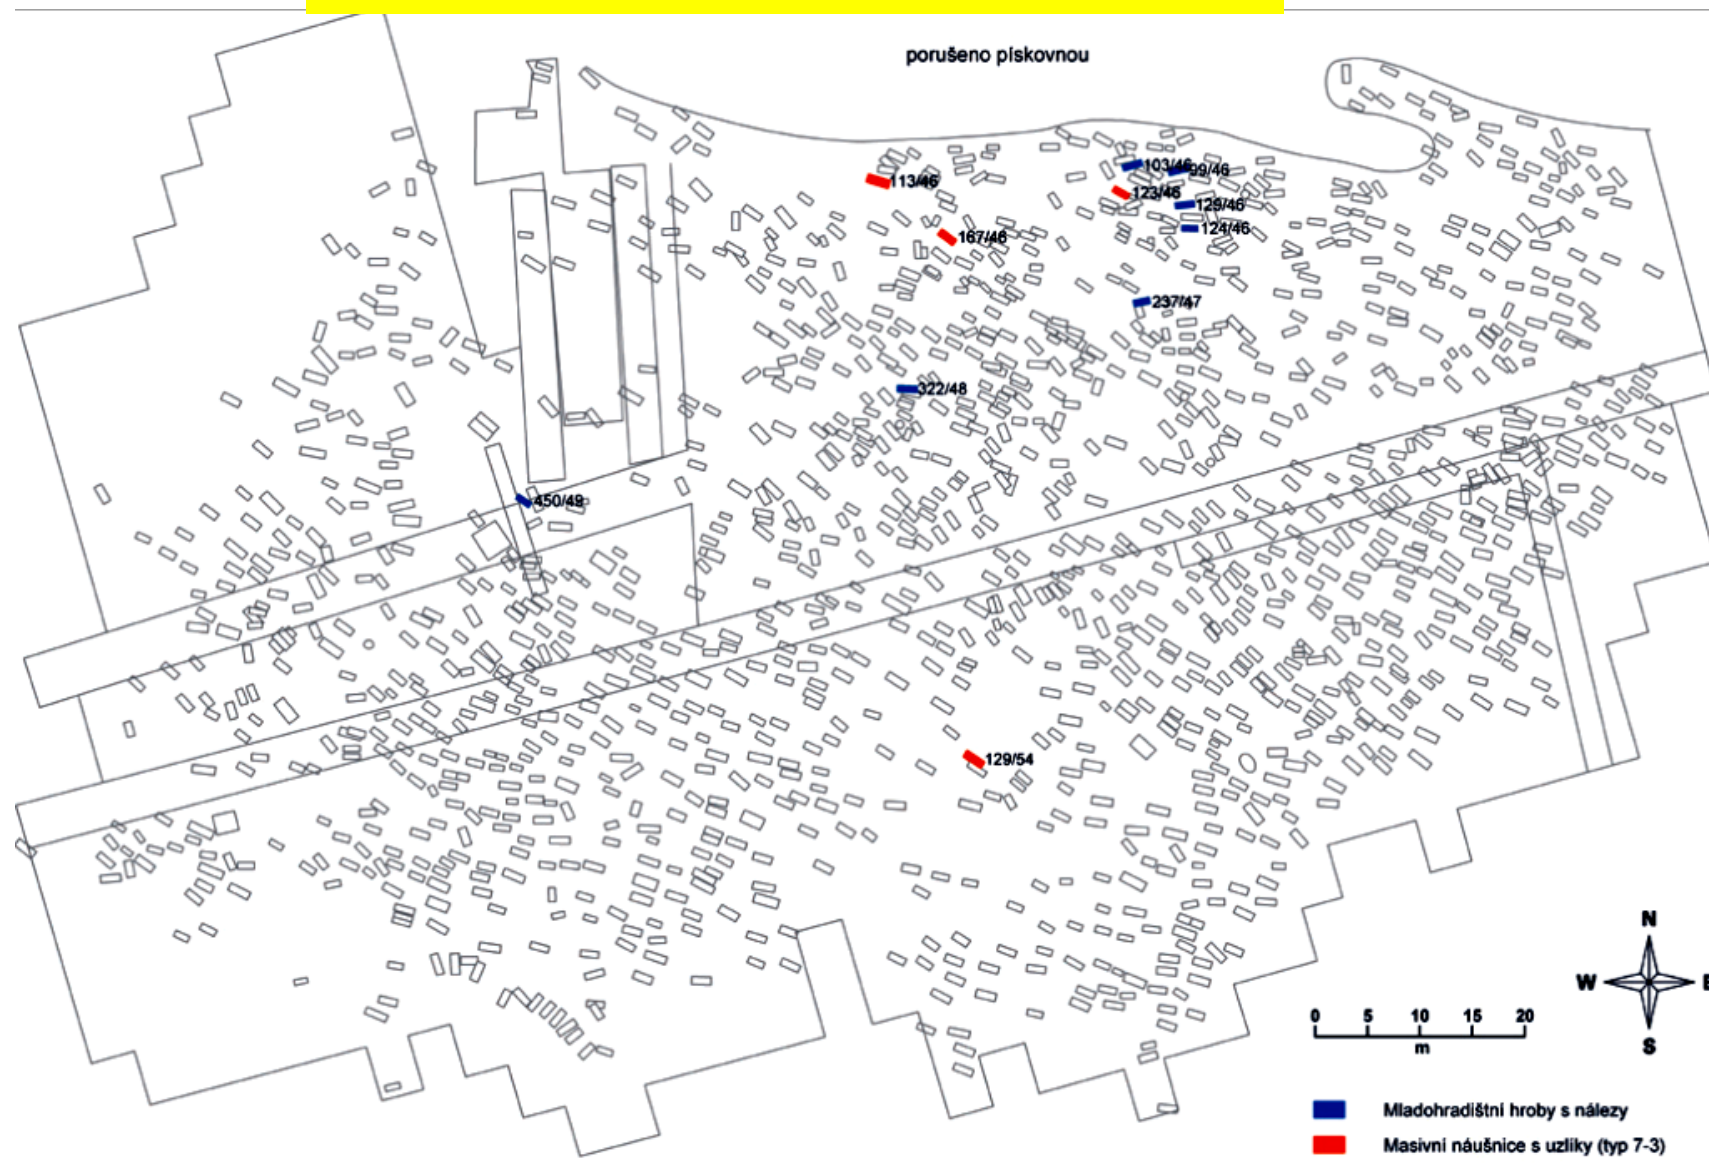 porušeno pískovnou
103/46
99/46
113/46
123/46
129/46
167/46
124/46
237/47
322/48
450/49
129/54
N
W
E
S
0 5 10 15 20
m
Mladohradištní hroby s nálezy
Masivní náušnice s uzlíky (typ 7-3)